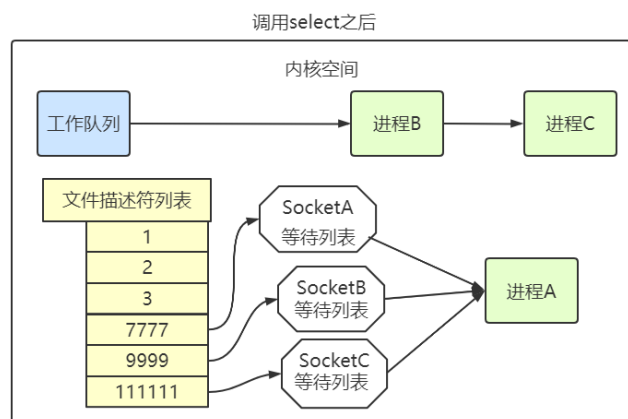 调用select之后
内核空间
工作队列
进程B
进程C
文件描述符列表
1
2
3
7777
9999
111111
SocketA
等待列表
SocketB
等待列表
SocketC
等待列表
进程A